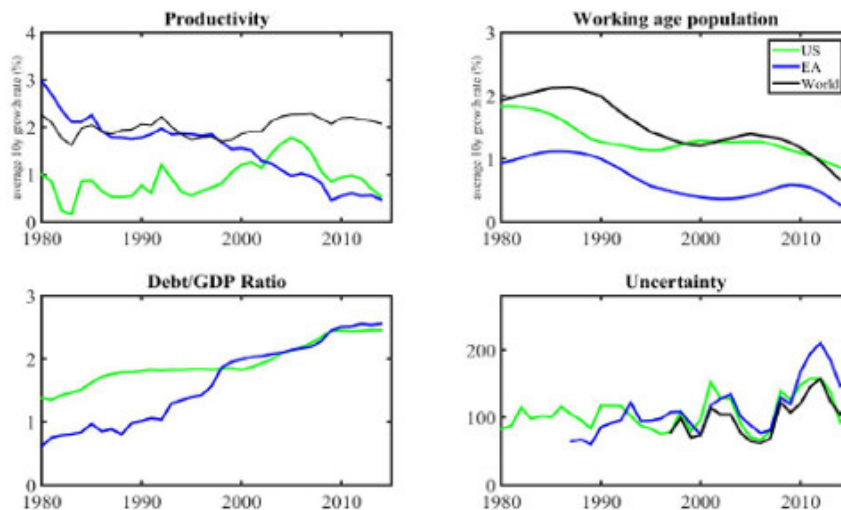 Productivity
average 10y growth rate (%)
4
3
2
1
0
1980 1990 2000 2010
Working age population
average 10y growth rate (%)
3
2
1
0
1980 1990 2000 2010
US
EA
World
Debt/GDP Ratio
3
2
1
0
1980 1990 2000 2010
Uncertainty
200
100
0
1980 1990 2000 2010